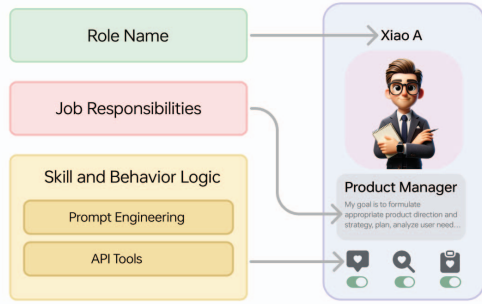 Role Name
Job Responsibilities
Skill and Behavior Logic
Prompt Engineering
API Tools
Xiao A
Product Manager
My goal is to formulate
appropriate product direction and
strategy, plan, analyze user need...